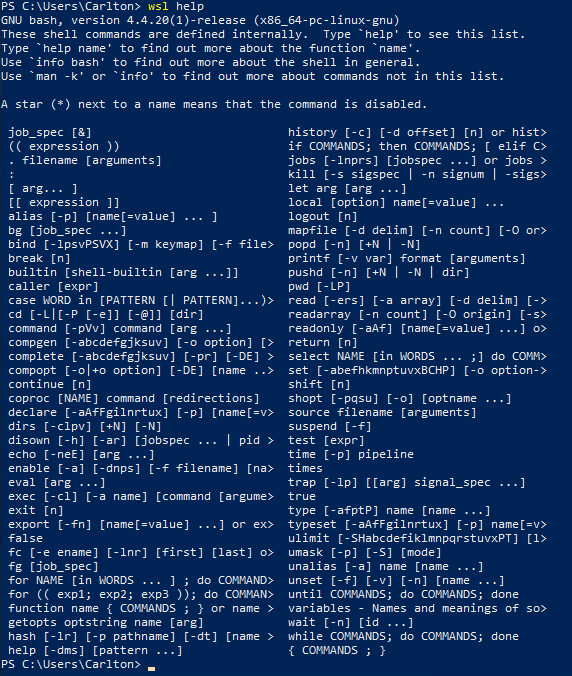 PS C:\Users\Carlton> wsl help
GNU bash, version 4.4.20(1)-release (x86_64-pc-linux-gnu)
These shell commands are defined internally.  Type `help' to see this list.
Type `help name' to find out more about the function `name'.
Use `info bash' to find out more about the shell in general.
Use `man -k' or `info' to find out more about commands not in this list.
A star (*) next to a name means that the command is disabled.
job_spec [&]                            history [-c] [-d offset] [n] or hist>
(( expression ))                        if COMMANDS; then COMMANDS; [ elif C>
. filename [arguments]                  jobs [-lnprs] [jobspec ...] or jobs >
:                                       kill [-s sigspec | -n signum | -sigs>
[ arg... ]                              let arg [arg ...]
[[ expression ]]                        local [option] name[=value] ...
alias [-p] [name[=value] ... ]          logout [n]
bg [job_spec ...]                       mapfile [-d delim] [-n count] [-O or>
bind [-lpsvPSVX] [-m keymap] [-f file>  popd [-n] [+N | -N]
break [n]                               printf [-v var] format [arguments]
builtin [shell-builtin [arg ...]]       pushd [-n] [+N | -N | dir]
caller [expr]                           pwd [-LP]
case WORD in [PATTERN [| PATTERN]...)>  read [-ers] [-a array] [-d delim] [->
cd [-L|[-P [-e]] [-@]] [dir]            readarray [-n count] [-O origin] [-s>
command [-pVv] command [arg ...]        readonly [-aAf] [name[=value] ...] o>
compgen [-abcdefgjksuv] [-o option] [>  return [n]
complete [-abcdefgjksuv] [-pr] [-DE] >  select NAME [in WORDS ... ;] do COMM>
compopt [-o|+o option] [-DE] [name ..>  set [-abefhkmnptuvxBCHP] [-o option->
continue [n]                            shift [n]
coproc [NAME] command [redirections]    shopt [-pqsu] [-o] [optname ...]
declare [-aAfFgilnrtux] [-p] [name[=v>  source filename [arguments]
dirs [-clpv] [+N] [-N]                  suspend [-f]
disown [-h] [-ar] [jobspec ... | pid >  test [expr]
echo [-neE] [arg ...]                   time [-p] pipeline
enable [-a] [-dnps] [-f filename] [na>  times
eval [arg ...]                          trap [-lp] [[arg] signal_spec ...]
exec [-cl] [-a name] [command [argume>  true
exit [n]                                type [-afptP] name [name ...]
export [-fn] [name[=value] ...] or ex>  typeset [-aAfFgilnrtux] [-p] name[=v>
false                                   ulimit [-SHabcdefiklmnpqrstuvxPT] [l>
fc [-e ename] [-lnr] [first] [last] o>  umask [-p] [-S] [mode]
fg [job_spec]                           unalias [-a] name [name ...]
for NAME [in WORDS ... ] ; do COMMAND>  unset [-f] [-v] [-n] [name ...]
for (( exp1; exp2; exp3 )); do COMMAN>  until COMMANDS; do COMMANDS; done
function name { COMMANDS ; } or name >  variables - Names and meanings of so>
getopts optstring name [arg]            wait [-n] [id ...]
hash [-lr] [-p pathname] [-dt] [name >  while COMMANDS; do COMMANDS; done
help [-dms] [pattern ...]               { COMMANDS ; }
PS C:\Users\Carlton>